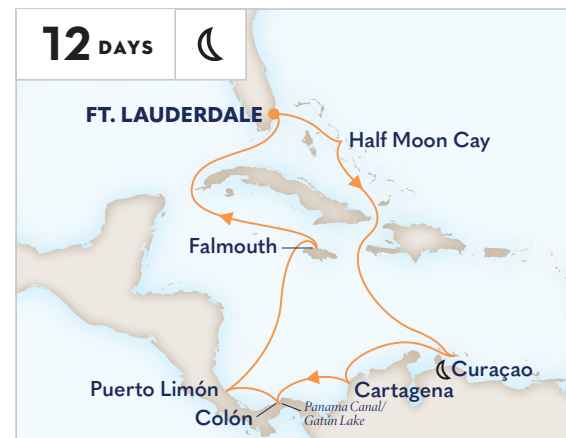 12 DAYS
FT. LAUDERDALE
Half Moon Cay
Falmouth
Curaçao
Puerto Limón
Cartagena
Colón
Panama Canal/
Gatún Lake